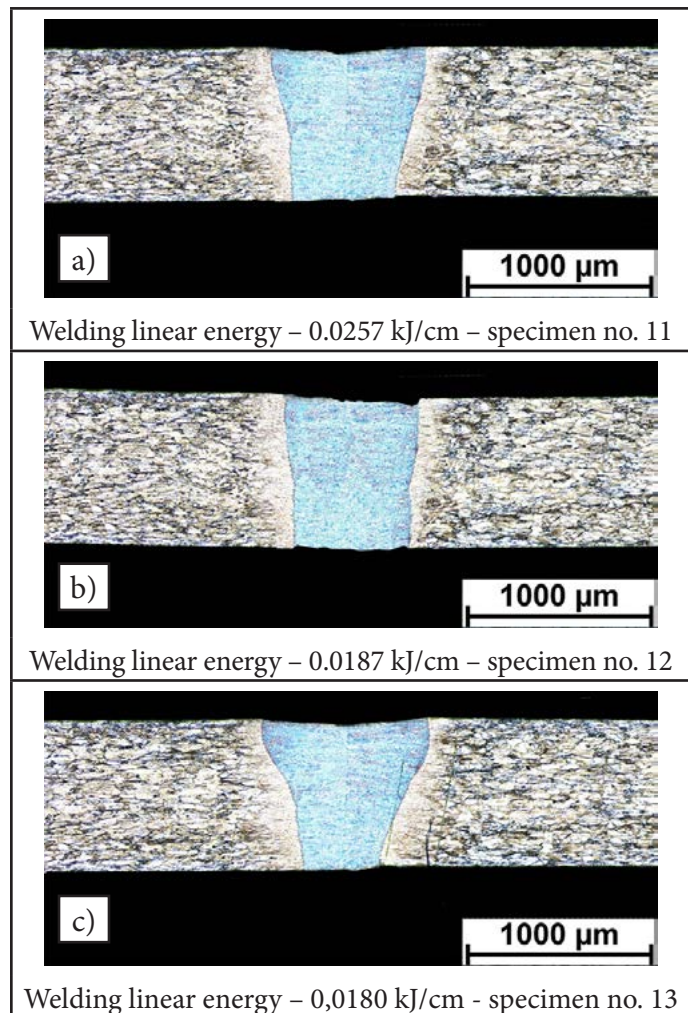 a)
1000 µm
Welding linear energy – 0.0257 kJ/cm – specimen no. 11
b)
1000 µm
Welding linear energy – 0.0187 kJ/cm – specimen no. 12
c)
1000 µm
Welding linear energy – 0,0180 kJ/cm - specimen no. 13